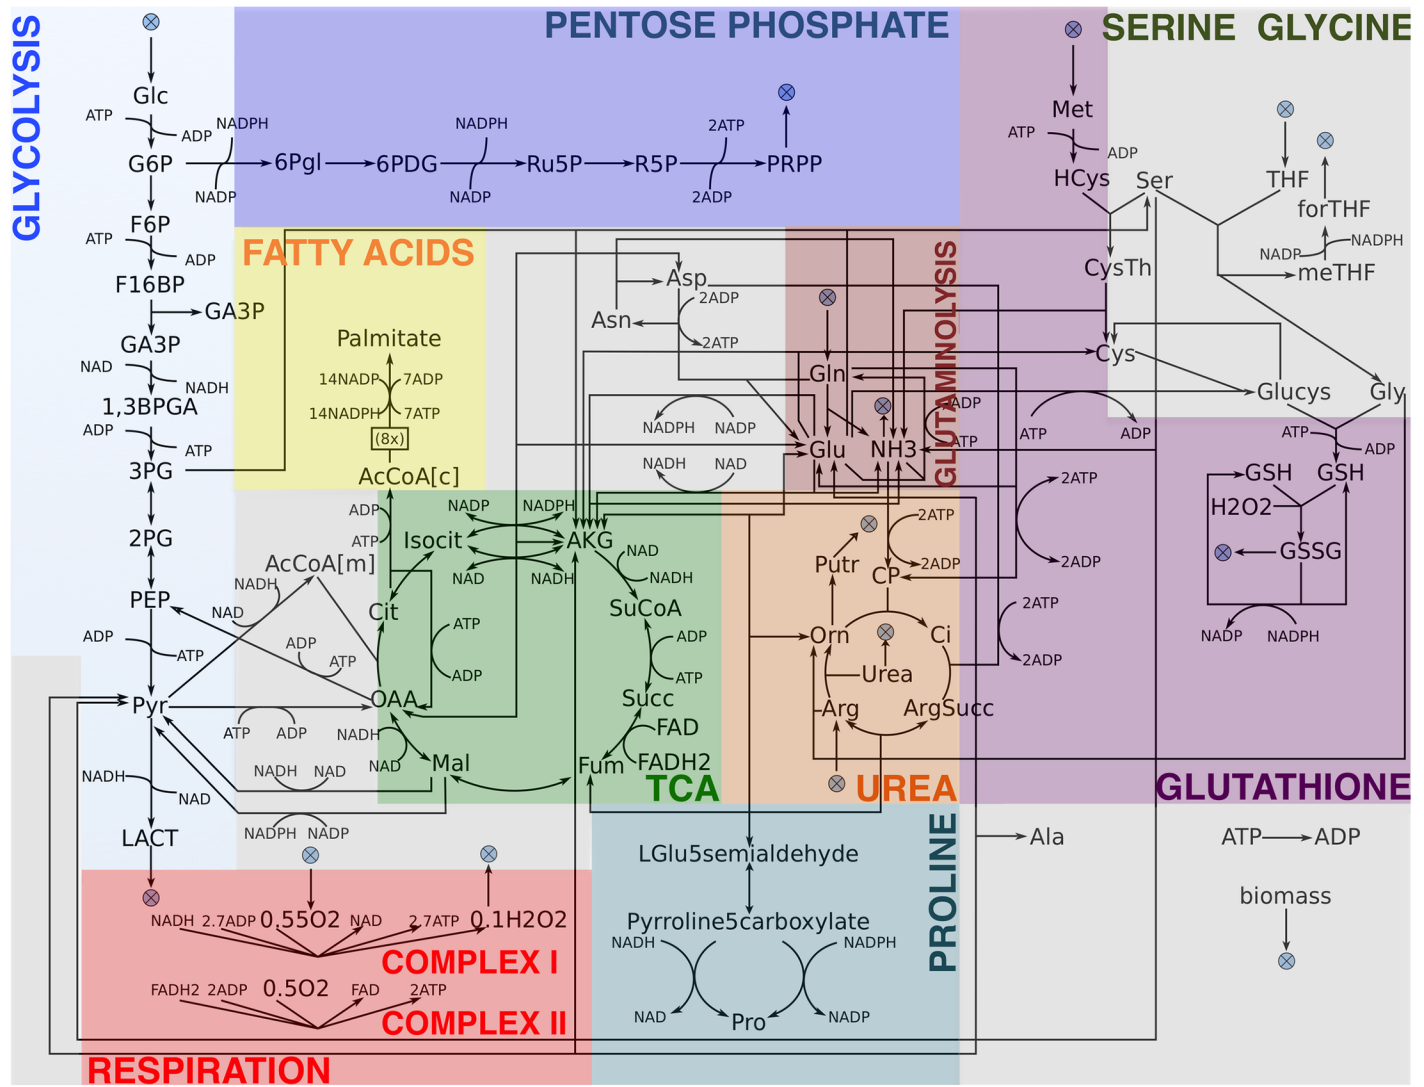 GLYCOLYSIS
PENTOSE PHOSPHATE
SERINE GLYCINE
Glc
ATP
ADP
NADPH
G6P
NADP
6Pgl
6PDG
NADPH
NADP
Ru5P
R5P
2ATP
2ADP
PRPP
Met
ATP
ADP
HCys
Ser
THF
forTHF
NADP
NADPH
meTHF
CysTh
F6P
ATP
ADP
F16BP
GA3P
GA3P
NAD
NADH
1,3BPGA
ADP
ATP
3PG
2PG
PEP
ADP
ATP
Pyr
NADH
NAD
LACT
FATTY ACIDS
Palmitate
14NADP
7ADP
14NADPH
7ATP
(8x)
AcCoA[c]
ADP
ATP
Asp
2ADP
Asn
2ATP
GLUTAMINOLYSIS
Gln
ADP
ATP
Glu
NH3
NADPH
NADP
NADH
NAD
Cys
Glucys
Gly
ATP
ADP
ATP
ADP
GSH
GSH
H2O2
GSSG
NADP
NADPH
GLUTATHIONE
2ATP
2ADP
2ATP
2ADP
NADP
NADPH
Isocit
AKG
NAD
NADH
NAD
NADH
AcCoA[m]
NADH
NAD
ADP
ATP
Cit
ATP
ADP
SuCoA
ADP
ATP
Succ
FAD
FADH2
OAA
ATP
ADP
NADH
NAD
Mal
Fum
TCA
NADH
NAD
NADPH
NADP
2ATP
2ADP
Putr
CP
Orn
Ci
Urea
Arg
ArgSucc
UREA
PROLINE
LGlu5semialdehyde
Pyrroline5carboxylate
NADH
NADPH
NAD
NADP
Pro
Ala
ATP
ADP
biomass
NADH
2.7ADP
0.55O2
NAD
2.7ATP
0.1H2O2
COMPLEX I
FADH2
2ADP
0.5O2
FAD
2ATP
COMPLEX II
RESPIRATION